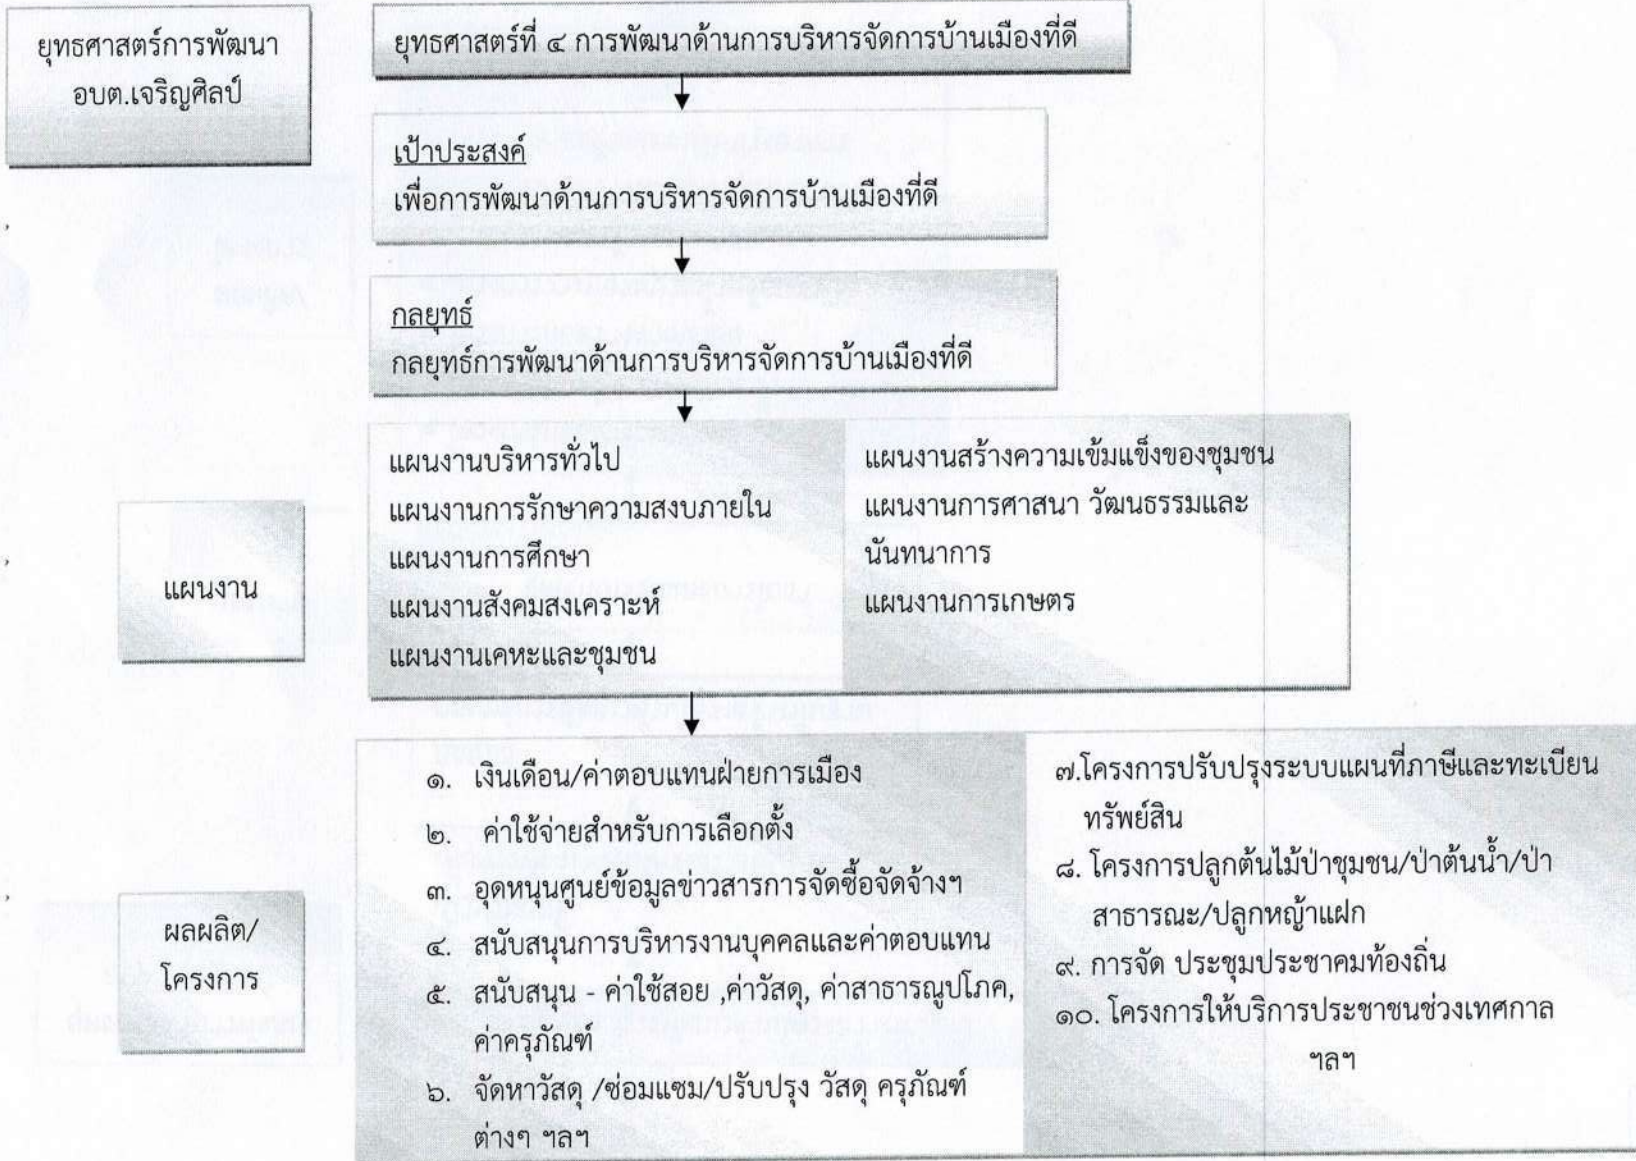 ยุทธศาสตร์การพัฒนา
อบต.เจริญศิลป์
ยุทธศาสตร์ที่ ๔ การพัฒนาด้านการบริหารจัดการบ้านเมืองที่ดี
เป้าประสงค์
เพื่อการพัฒนาด้านการบริหารจัดการบ้านเมืองที่ดี
กลยุทธ์
กลยุทธ์การพัฒนาด้านการบริหารจัดการบ้านเมืองที่ดี
แผนงาน
แผนงานบริหารทั่วไป
แผนงานการรักษาความสงบภายใน
แผนงานการศึกษา
แผนงานสังคมสงเคราะห์
แผนงานเคหะและชุมชน
แผนงานสร้างความเข้มแข็งของชุมชน
แผนงานการศาสนา วัฒนธรรมและ
นันทนาการ
แผนงานการเกษตร
ผลผลิต/
โครงการ
๑. เงินเดือน/ค่าตอบแทนฝ่ายการเมือง
๒. ค่าใช้จ่ายสำหรับการเลือกตั้ง
๓. อุดหนุนศูนย์ข้อมูลข่าวสารการจัดซื้อจัดจ้างฯ
๔. สนับสนุนการบริหารงานบุคคลและค่าตอบแทน
๕. สนับสนุน - ค่าใช้สอย ,ค่าวัสดุ, ค่าสาธารณูปโภค,
ค่าครุภัณฑ์
๖. จัดหาวัสดุ /ซ่อมแซม/ปรับปรุง วัสดุ ครุภัณฑ์
ต่างๆ ฯลฯ
๗.โครงการปรับปรุงระบบแผนที่ภาษีและทะเบียน
ทรัพย์สิน
๘. โครงการปลูกต้นไม้ป่าชุมชน/ป่าต้นน้ำ/ป่า
สาธารณะ/ปลูกหญ้าแฝก
๙. การจัด ประชุมประชาคมท้องถิ่น
๑๐. โครงการให้บริการประชาชนช่วงเทศกาล
ฯลฯ